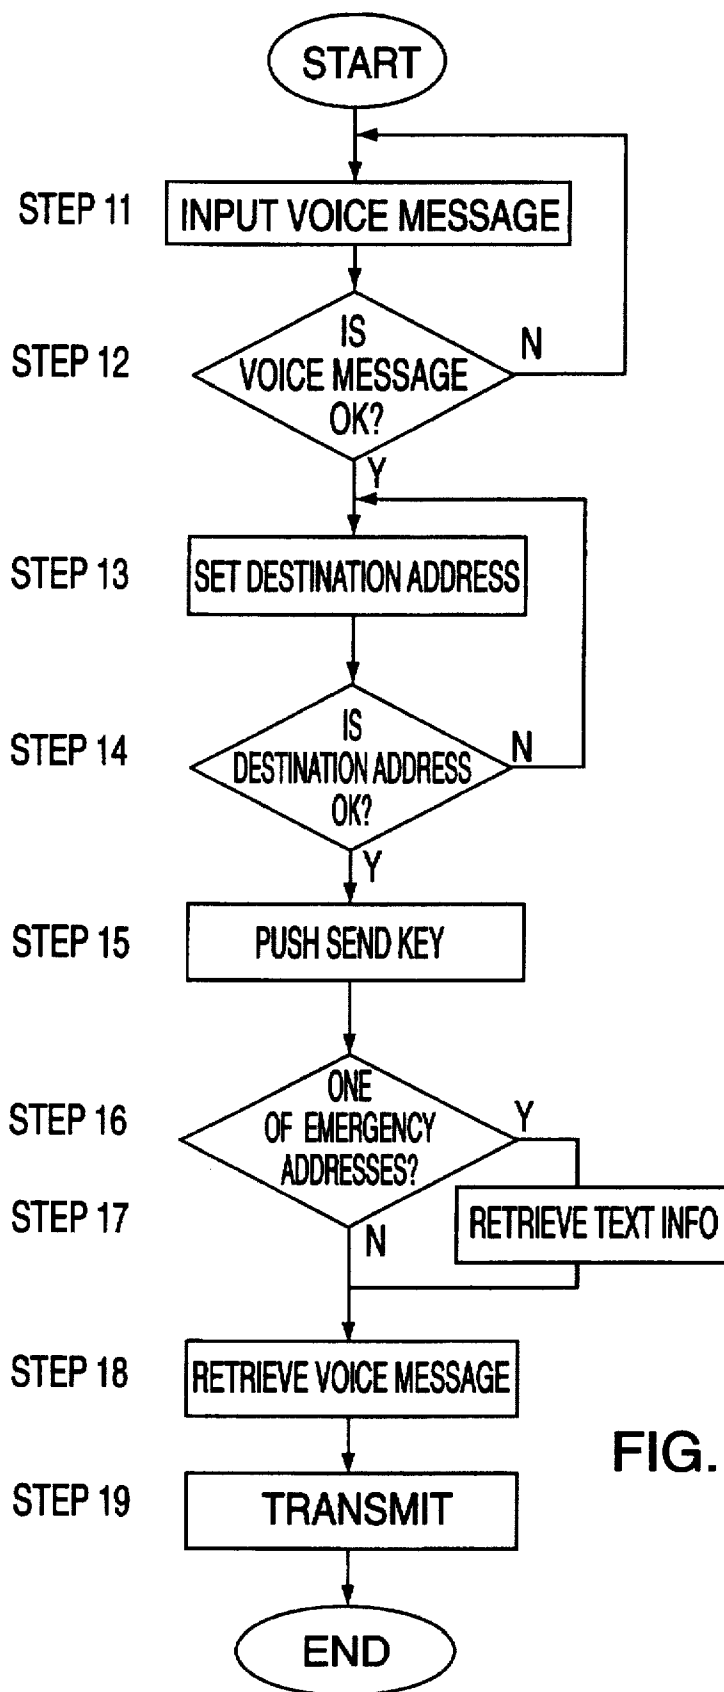 START
STEP 11
INPUT VOICE MESSAGE
STEP 12
IS
VOICE MESSAGE
OK?
N
Y
STEP 13
SET DESTINATION ADDRESS
STEP 14
IS
DESTINATION ADDRESS
OK?
N
Y
STEP 15
PUSH SEND KEY
STEP 16
ONE
OF EMERGENCY
ADDRESSES?
Y
STEP 17
N
RETRIEVE TEXT INFO
STEP 18
RETRIEVE VOICE MESSAGE
FIG.
STEP 19
TRANSMIT
END